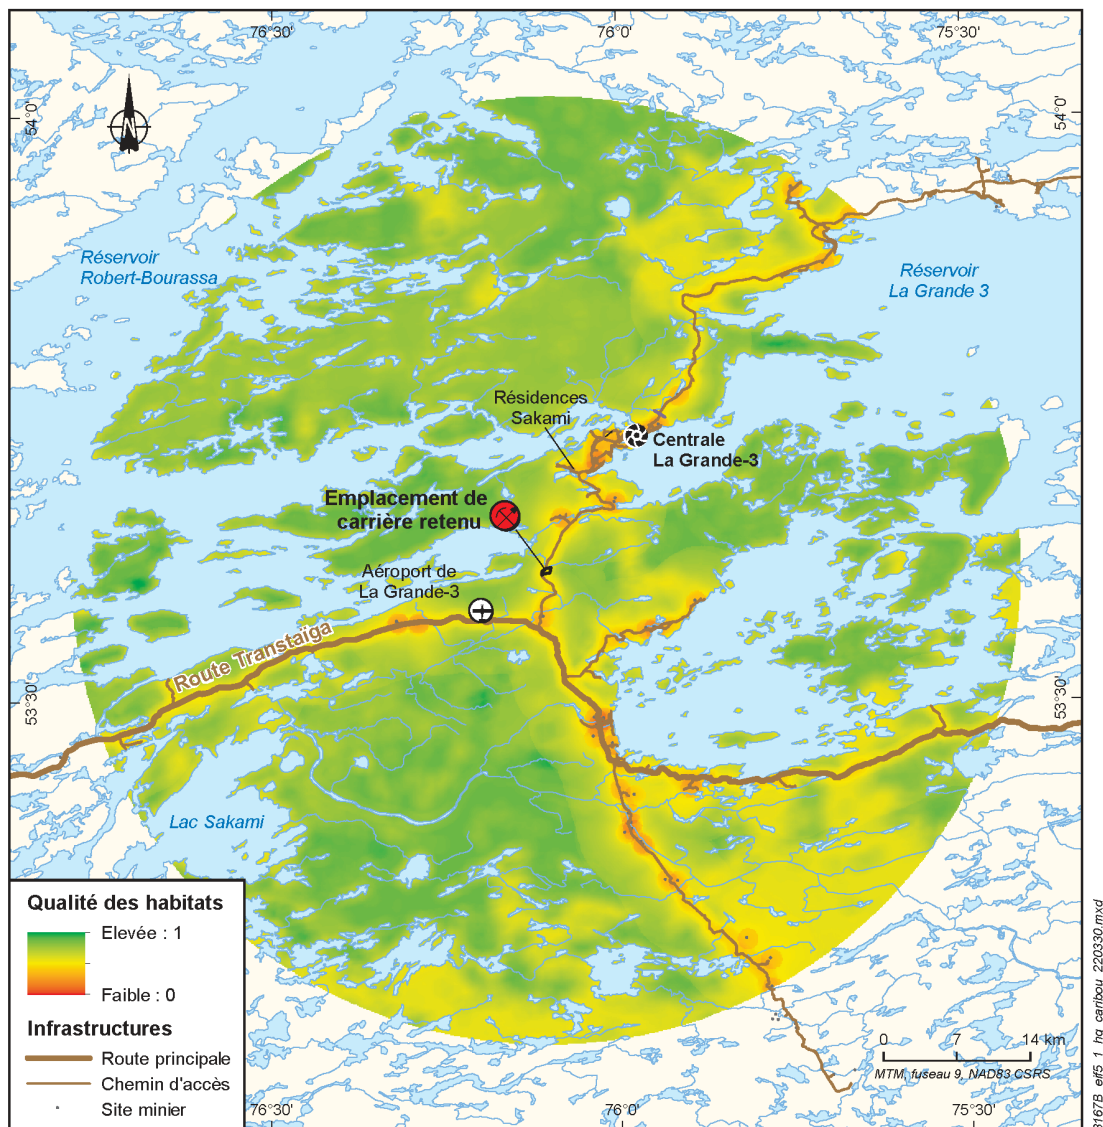 76°30'
76°0'
75°30'
54°0'
54°0'
N
Réservoir
Robert-Bourassa
Réservoir
La Grande 3
Résidences
Sakami
Centrale
La Grande-3
Emplacement de
carrière retenu
Aéroport de
La Grande-3
Route Transtaïga
53°30'
53°30'
Lac Sakami
Qualité des habitats
Elevée : 1
Faible : 0
Infrastructures
Route principale
Chemin d'accès
Site minier
0 7 14 km
MTM, fuseau 9, NAD83 CSRS
76°30'
76°0'
75°30'
3167B_eif5_1_hq_caribou_220330.mxd